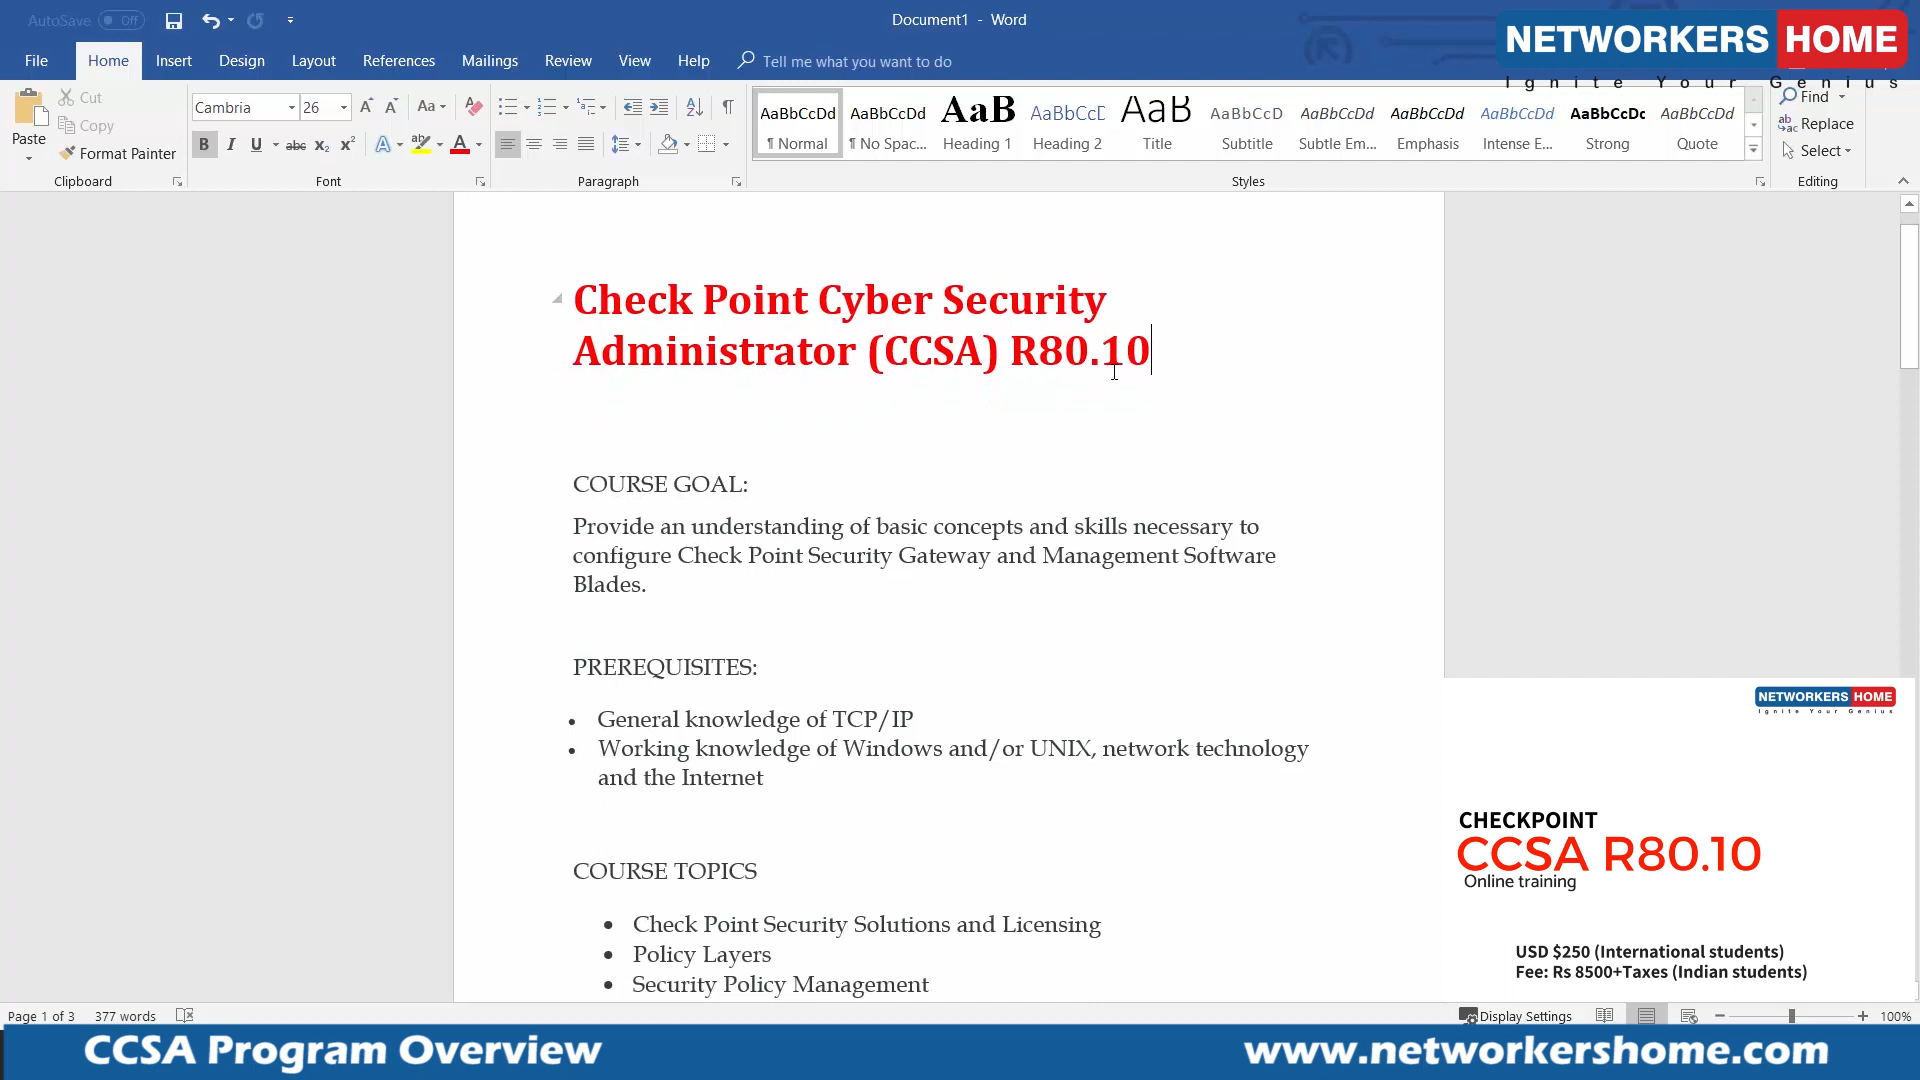 AutoSave Off
Document1 - Word
NETWORKERS HOME
Ignite Your Genius
File Home Insert Design Layout References Mailings Review View Help Tell me what you want to do
Paste
Cut
Copy
Format Painter
Clipboard
Cambria 26
Font
Paragraph
AaBbCcDd AaBbCcDd AaB AaBbCcD AaB AaBbCcD AaBbCcDd AaBbCcDd AaBbCcDd AaBbCcDc AaBbCcDd
¶ Normal ¶ No Spac... Heading 1 Heading 2 Title Subtitle Subtle Em... Emphasis Intense E... Strong Quote
Styles
Find
Replace
Select
Editing
Check Point Cyber Security
Administrator (CCSA) R80.10
COURSE GOAL:
Provide an understanding of basic concepts and skills necessary to
configure Check Point Security Gateway and Management Software
Blades.
PREREQUISITES:
• General knowledge of TCP/IP
• Working knowledge of Windows and/or UNIX, network technology
and the Internet
COURSE TOPICS
• Check Point Security Solutions and Licensing
• Policy Layers
• Security Policy Management
NETWORKERS HOME
Ignite Your Genius
CHECKPOINT
CCSA R80.10
Online training
USD $250 (International students)
Fee: Rs 8500+Taxes (Indian students)
Page 1 of 3 377 words
Display Settings
100%
CCSA Program Overview
www.networkershome.com